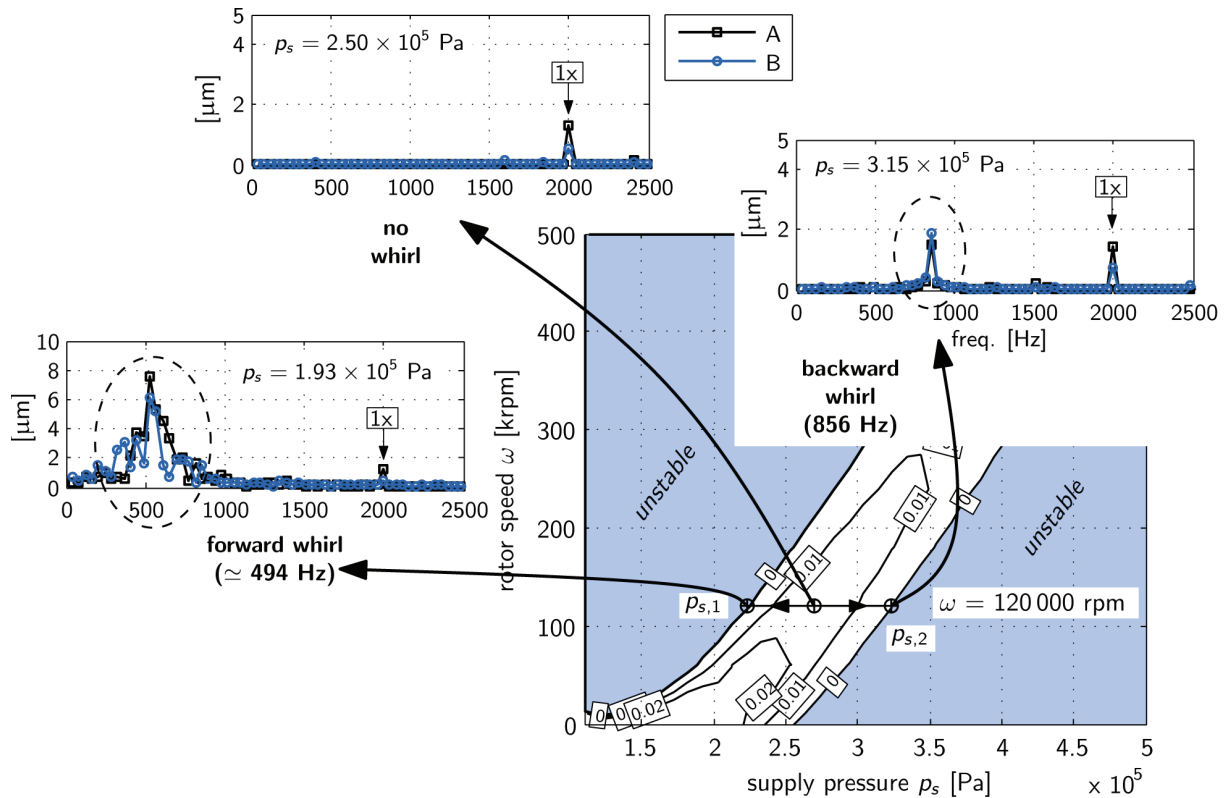 5
4
2
0
[µm]
p_s = 2.50 × 10^5 Pa
1x
0 500 1000 1500 2000 2500
A
B
no
whirl
5
4
2
0
[µm]
p_s = 3.15 × 10^5 Pa
1x
0 500 1000 1500 2000 2500
freq. [Hz]
backward
whirl
(856 Hz)
10
8
6
4
2
0
[µm]
p_s = 1.93 × 10^5 Pa
1x
0 500 1000 1500 2000 2500
forward whirl
(≃ 494 Hz)
500
400
300
200
100
0
rotor speed ω [krpm]
unstable
unstable
0.01
0
0
0.01
p_{s,1}
p_{s,2}
ω = 120 000 rpm
0
0.02
0.02
0.01
0
1.5 2 2.5 3 3.5 4 4.5 5
supply pressure p_s [Pa]
× 10^5